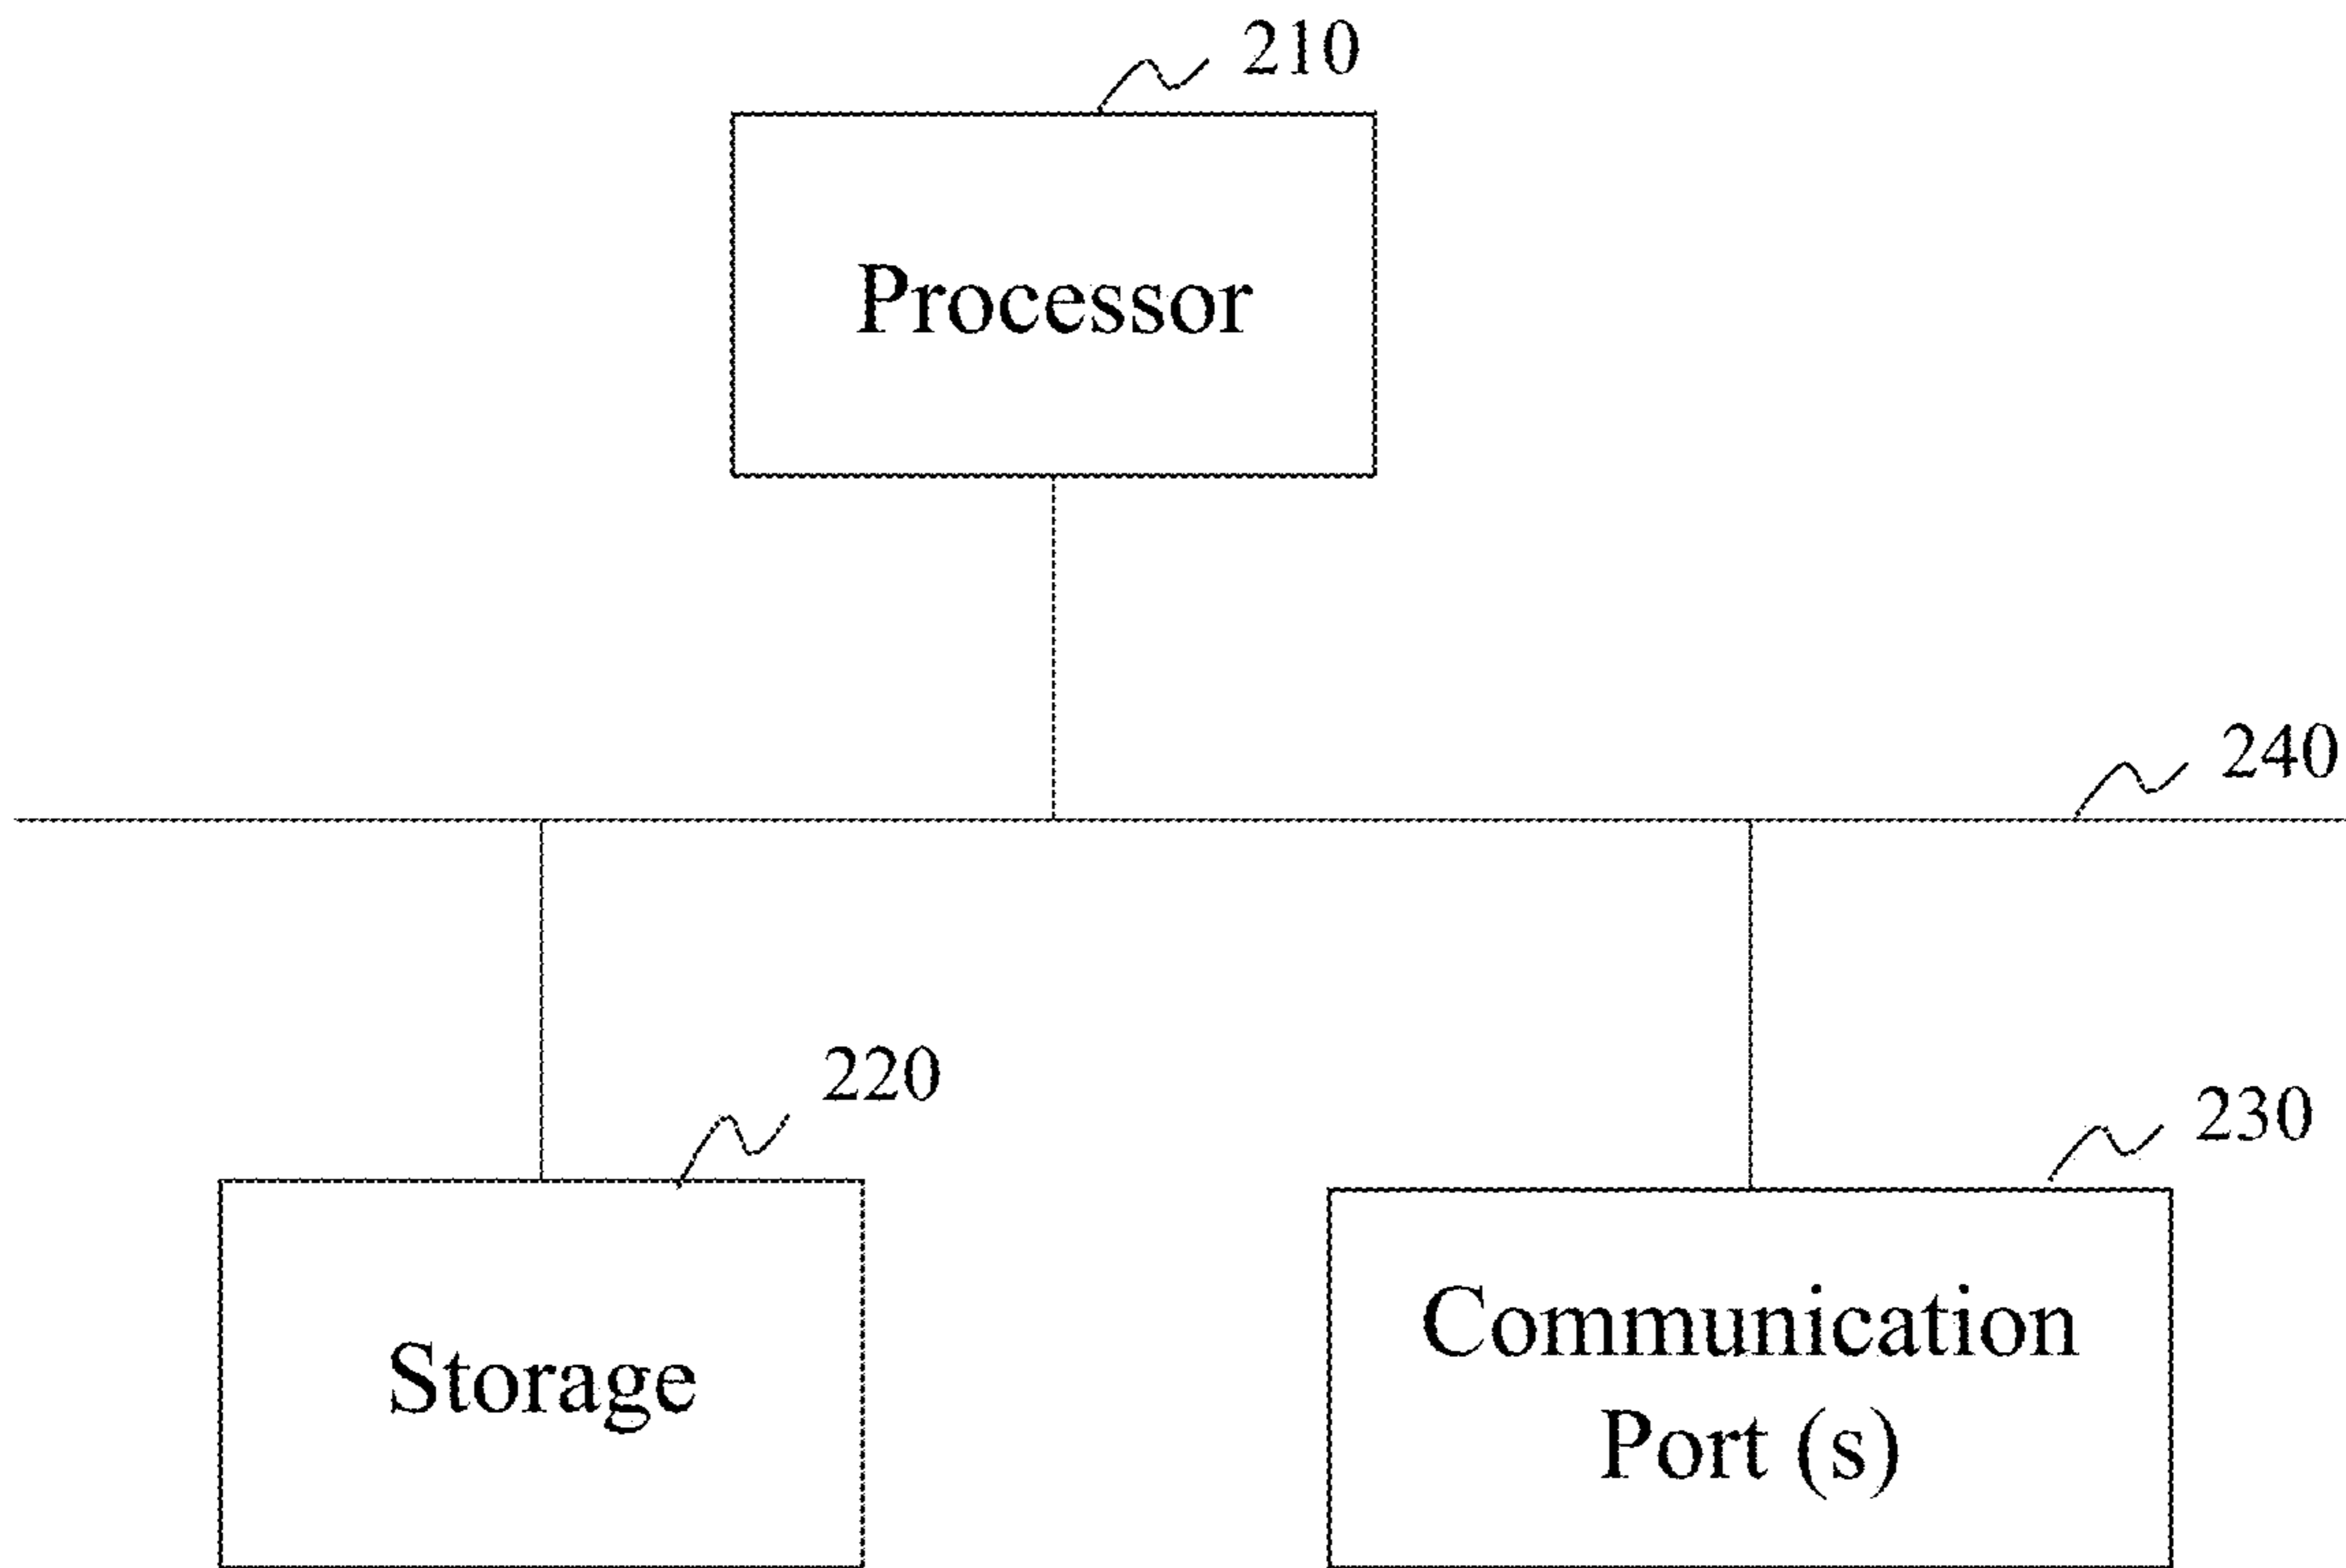 210
Processor
240
220
230
Storage
Communication
Port (s)